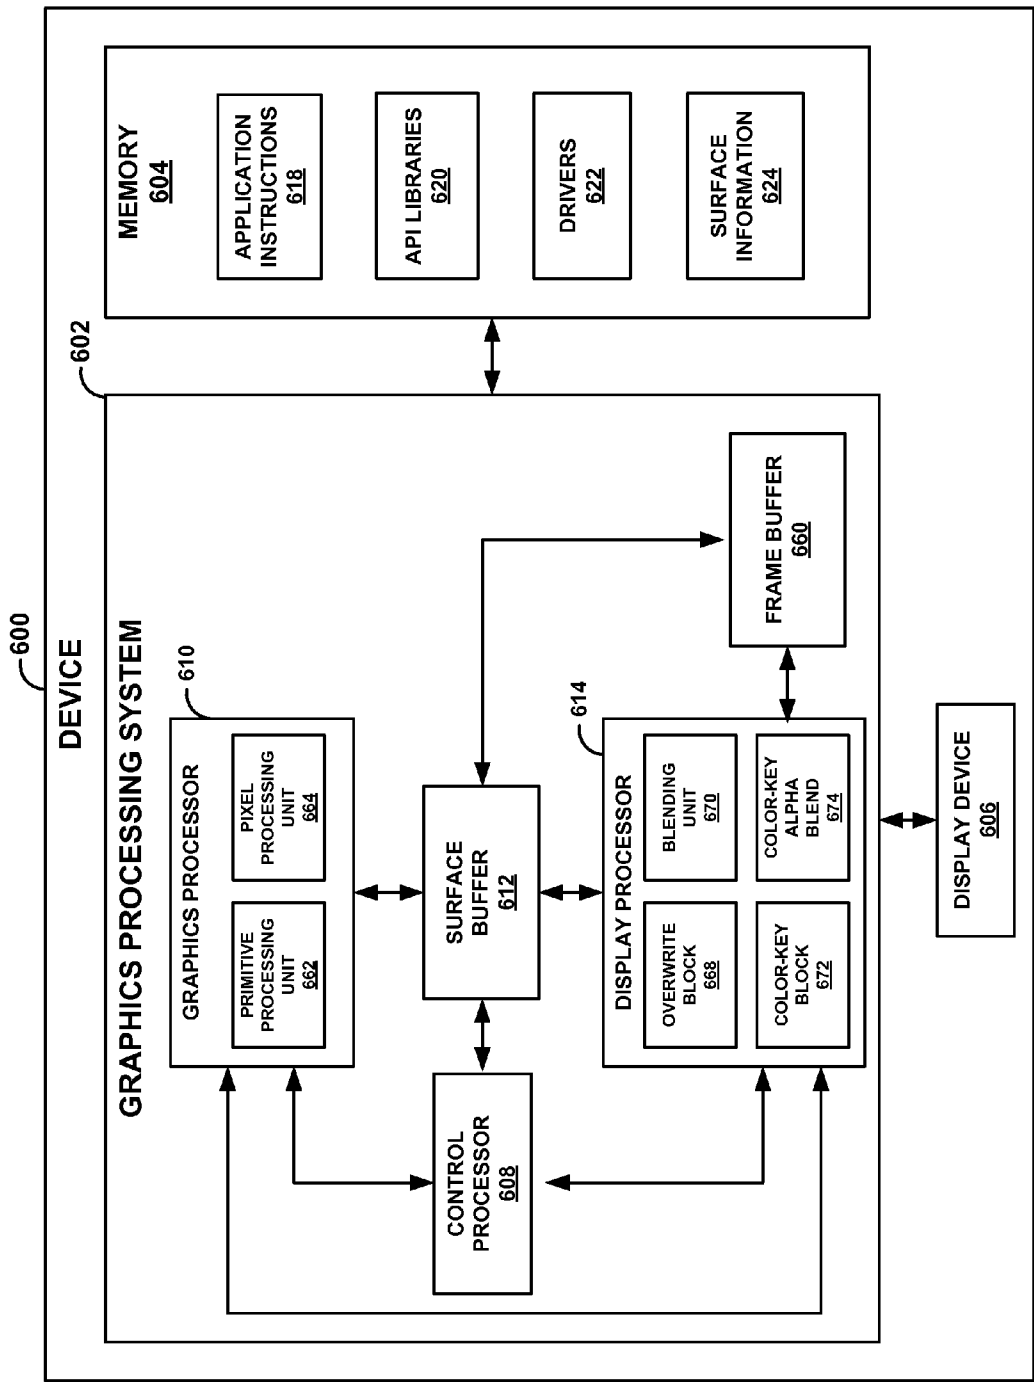 600
DEVICE
602
GRAPHICS PROCESSING SYSTEM
610
GRAPHICS PROCESSOR
PRIMITIVE
PROCESSING
UNIT
662
PIXEL
PROCESSING
UNIT
664
CONTROL
PROCESSOR
608
SURFACE
BUFFER
612
614
DISPLAY PROCESSOR
OVERWRITE
BLOCK
668
BLENDING UNIT
670
COLOR-KEY
BLOCK
672
COLOR-KEY
ALPHA
BLEND
674
FRAME BUFFER
660
DISPLAY DEVICE
606
MEMORY
604
APPLICATION
INSTRUCTIONS
618
API LIBRARIES
620
DRIVERS
622
SURFACE
INFORMATION
624